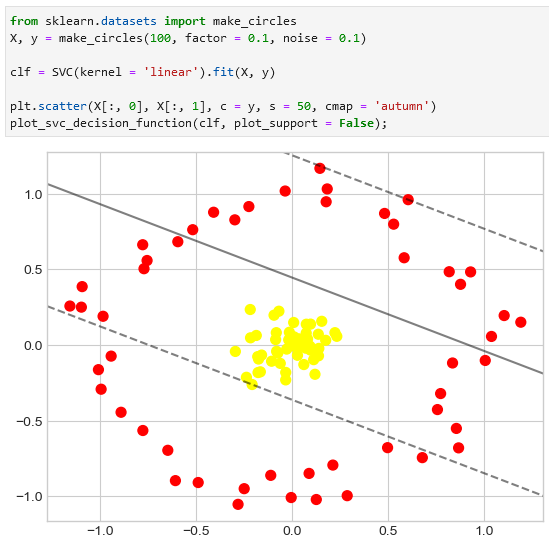 from sklearn.datasets import make_circles
X, y = make_circles(100, factor = 0.1, noise = 0.1)
clf = SVC(kernel = 'linear').fit(X, y)
plt.scatter(X[:, 0], X[:, 1], c = y, s = 50, cmap = 'autumn')
plot_svc_decision_function(clf, plot_support = False);
1.0
0.5
0.0
−0.5
−1.0
−1.0 −0.5 0.0 0.5 1.0